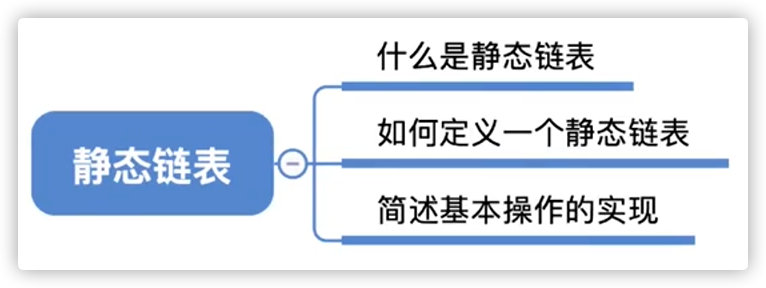 静态链表
什么是静态链表
如何定义一个静态链表
简述基本操作的实现